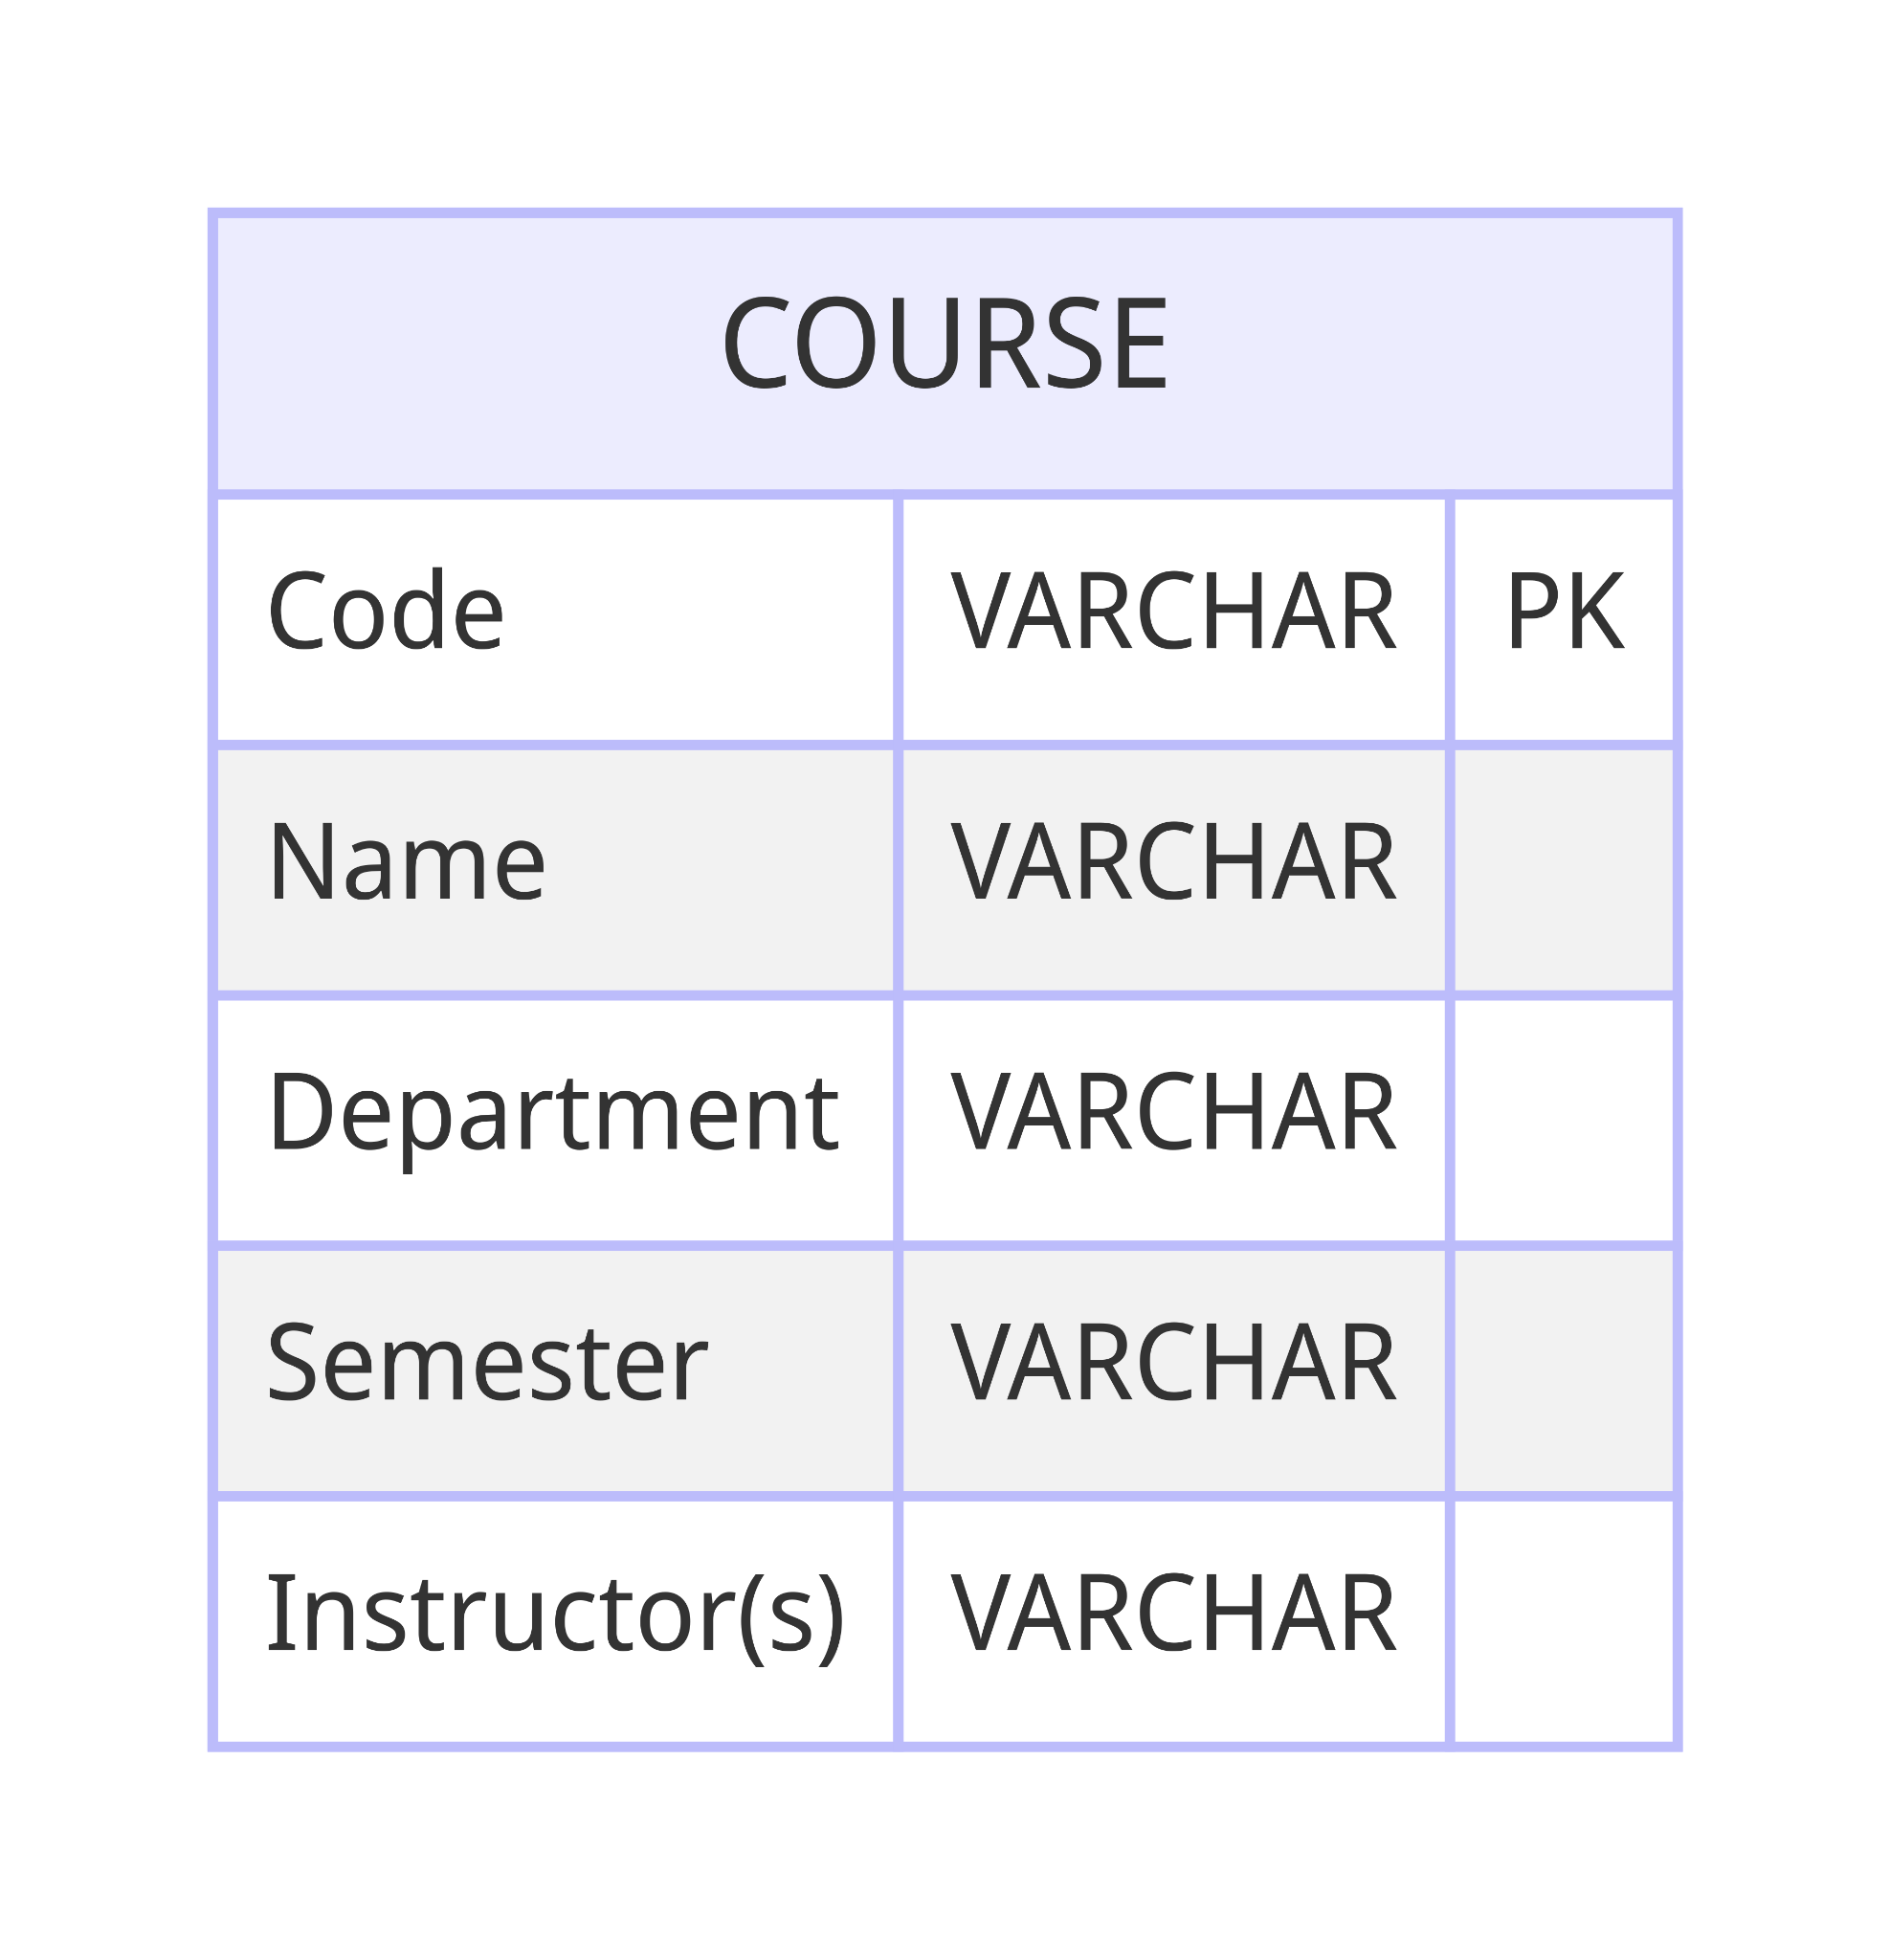 COURSE
Code VARCHAR PK
Name VARCHAR
Department VARCHAR
Semester VARCHAR
Instructor(s) VARCHAR